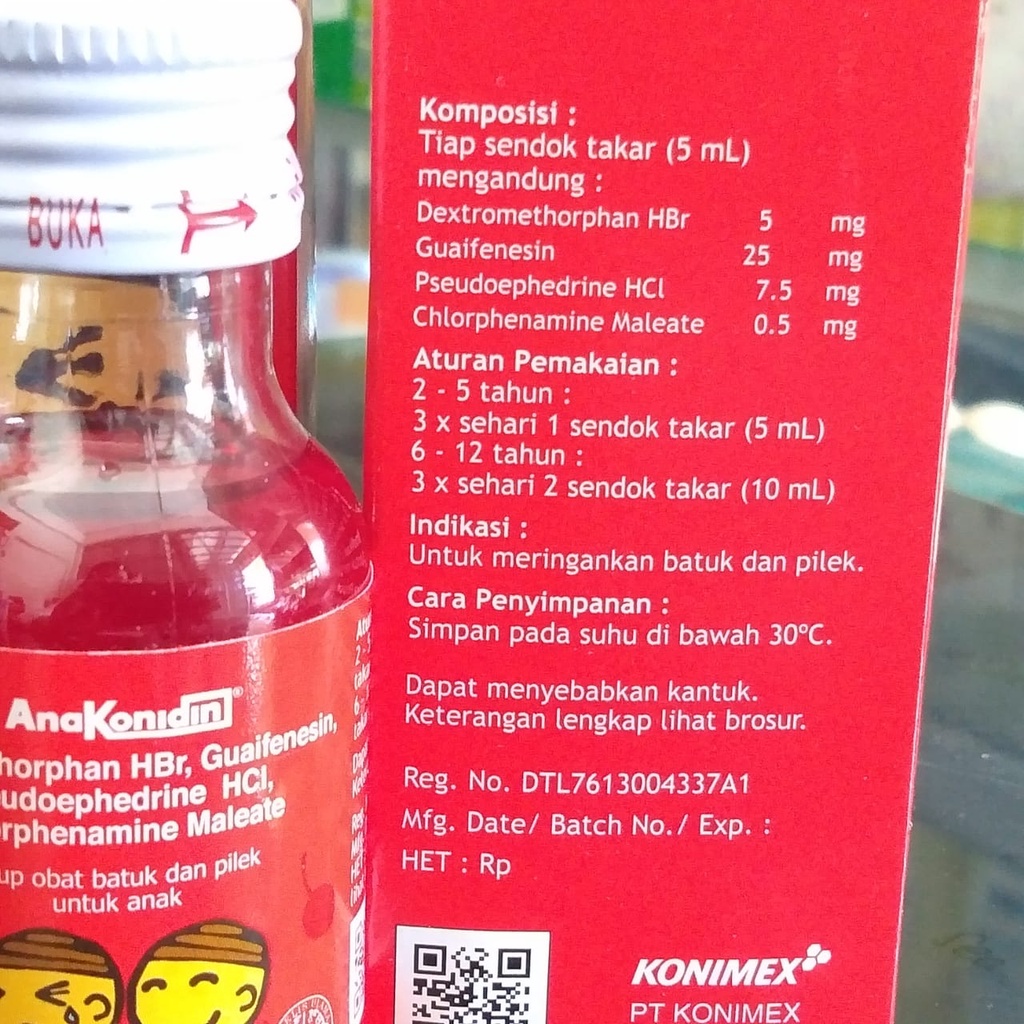 BUKA
AnaKonidin®
horphan HBr, Guaifenesin,
udoephedrine HCl,
rphenamine Maleate
up obat batuk dan pilek
untuk anak
Komposisi :
Tiap sendok takar (5 mL)
mengandung :
Dextromethorphan HBr 5 mg
Guaifenesin 25 mg
Pseudoephedrine HCl 7.5 mg
Chlorphenamine Maleate 0.5 mg
Aturan Pemakaian :
2 - 5 tahun :
3 x sehari 1 sendok takar (5 mL)
6 - 12 tahun :
3 x sehari 2 sendok takar (10 mL)
Indikasi :
Untuk meringankan batuk dan pilek.
Cara Penyimpanan :
Simpan pada suhu di bawah 30ºC.
Dapat menyebabkan kantuk.
Keterangan lengkap lihat brosur.
Reg. No. DTL7613004337A1
Mfg. Date/ Batch No./ Exp. :
HET : Rp
KONIMEX
PT KONIMEX